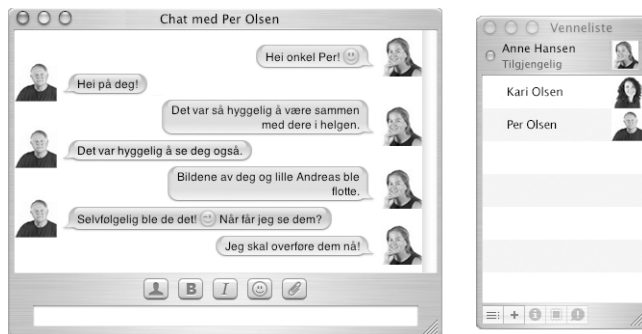 Chat med Per Olsen
Hei onkel Per!
Hei på deg!
Det var så hyggelig å være sammen
med dere i helgen.
Det var hyggelig å se deg også.
Bildene av deg og lille Andreas ble
flotte.
Selvfølgelig ble de det! Når får jeg se dem?
Jeg skal overføre dem nå!
B I
Venneliste
Anne Hansen
Tilgjengelig
Kari Olsen
Per Olsen